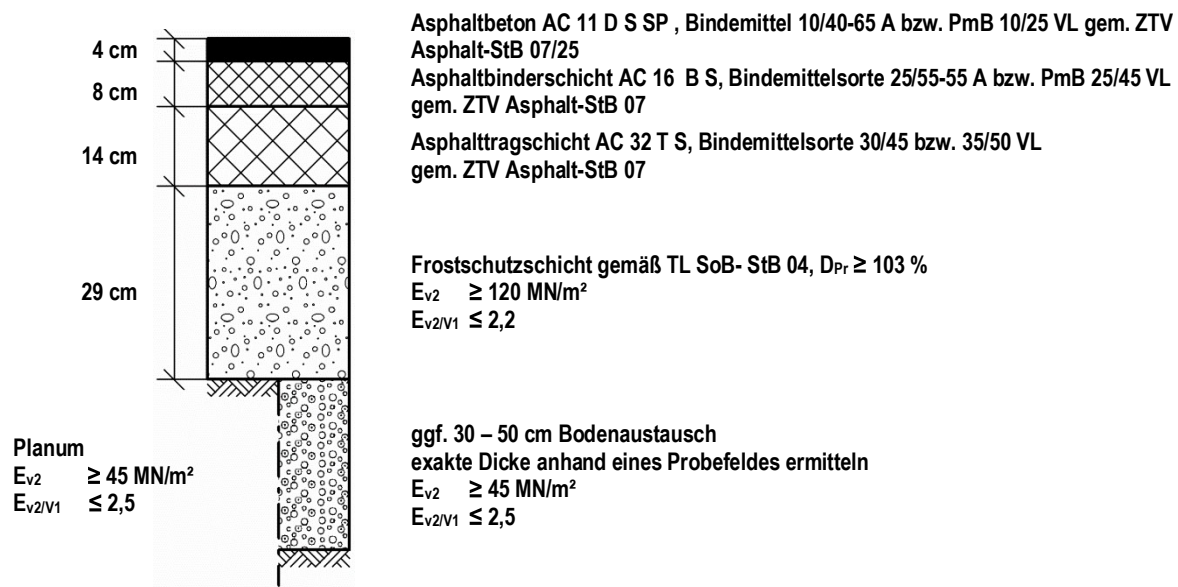 4 cm
Asphaltbeton AC 11 D S SP , Bindemittel 10/40-65 A bzw. PmB 10/25 VL gem. ZTV
Asphalt-StB 07/25
8 cm
Asphaltbinderschicht AC 16 B S, Bindemittelsorte 25/55-55 A bzw. PmB 25/45 VL
gem. ZTV Asphalt-StB 07
14 cm
Asphalttragschicht AC 32 T S, Bindemittelsorte 30/45 bzw. 35/50 VL
gem. ZTV Asphalt-StB 07
29 cm
Frostschutzschicht gemäß TL SoB- StB 04, DPr ≥ 103 %
Ev2 ≥ 120 MN/m²
Ev2/V1 ≤ 2,2
Planum
Ev2 ≥ 45 MN/m²
Ev2/V1 ≤ 2,5
ggf. 30 – 50 cm Bodenaustausch
exakte Dicke anhand eines Probefeldes ermitteln
Ev2 ≥ 45 MN/m²
Ev2/V1 ≤ 2,5